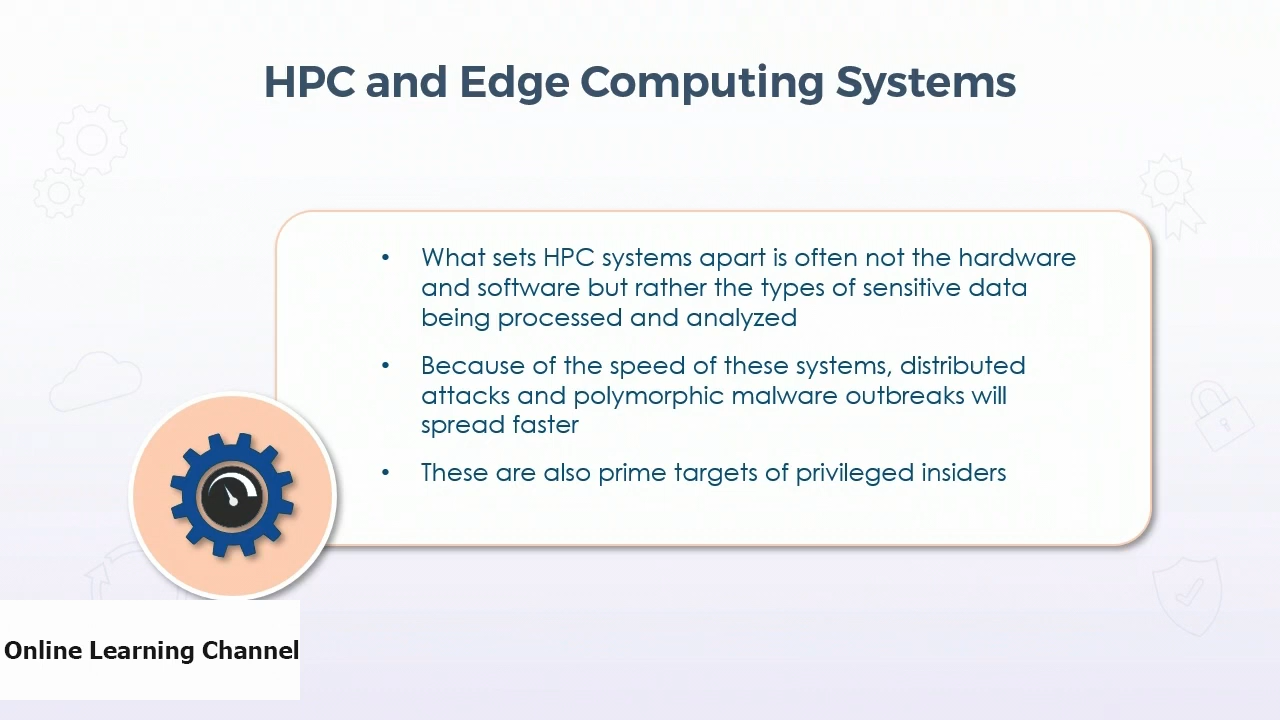 HPC and Edge Computing Systems
• What sets HPC systems apart is often not the hardware
and software but rather the types of sensitive data
being processed and analyzed
• Because of the speed of these systems, distributed
attacks and polymorphic malware outbreaks will
spread faster
• These are also prime targets of privileged insiders
Online Learning Channel